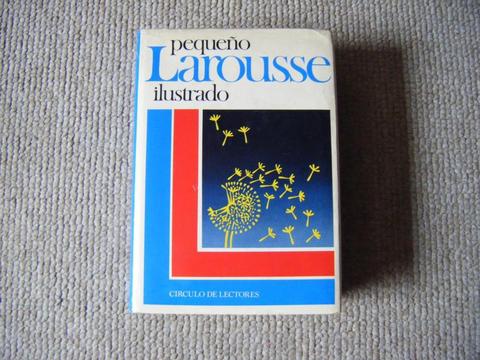 pequeño
Larousse
ilustrado
CIRCULO DE LECTORES